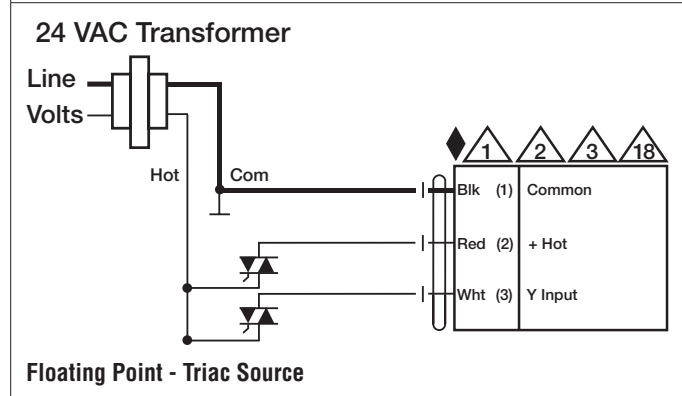 24 VAC Transformer
Line
Volts
Hot
Com
1 2 3 18
Blk (1) Common
Red (2) + Hot
Wht (3) Y Input
Floating Point - Triac Source